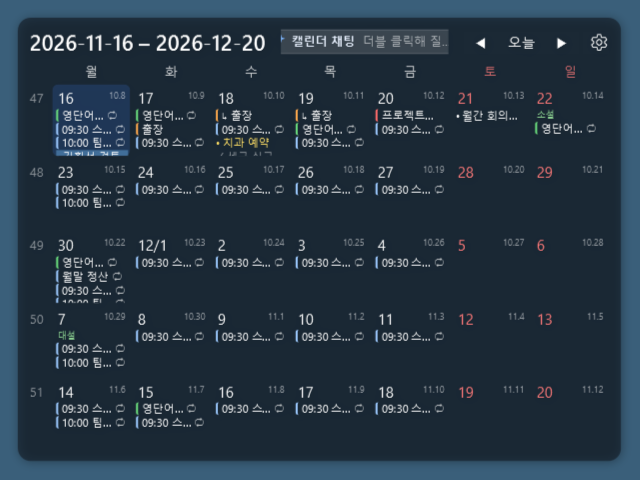 2026-11-16 – 2026-12-20 캘린더 채팅 더블 클릭해 질... ◀ 오늘 ▶
월 화 수 목 금 토 일
47 16 10.8 17 10.9 18 10.10 19 10.11 20 10.12 21 10.13 22 10.14
영단어... 영단어... ↳ 출장 ↳ 출장 프로젝트... • 월간 회의... 소설
09:30 스... 출장 09:30 스... 영단어... 09:30 스... 영단어...
10:00 팀... 09:30 스... • 치과 예약 09:30 스...
48 23 10.15 24 10.16 25 10.17 26 10.18 27 10.19 28 10.20 29 10.21
09:30 스... 09:30 스... 09:30 스... 09:30 스... 09:30 스...
10:00 팀...
49 30 10.22 12/1 10.23 2 10.24 3 10.25 4 10.26 5 10.27 6 10.28
영단어... 09:30 스... 09:30 스... 09:30 스... 09:30 스...
월말 정산
09:30 스...
50 7 10.29 8 10.30 9 11.1 10 11.2 11 11.3 12 11.4 13 11.5
대설 09:30 스... 09:30 스... 09:30 스... 09:30 스...
09:30 스...
10:00 팀...
51 14 11.6 15 11.7 16 11.8 17 11.9 18 11.10 19 11.11 20 11.12
09:30 스... 영단어... 09:30 스... 09:30 스... 09:30 스...
10:00 팀... 09:30 스...